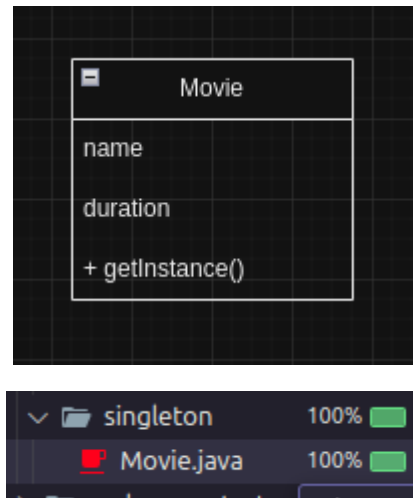 Movie
name
duration
+ getInstance()
singleton 100%
Movie.java 100%